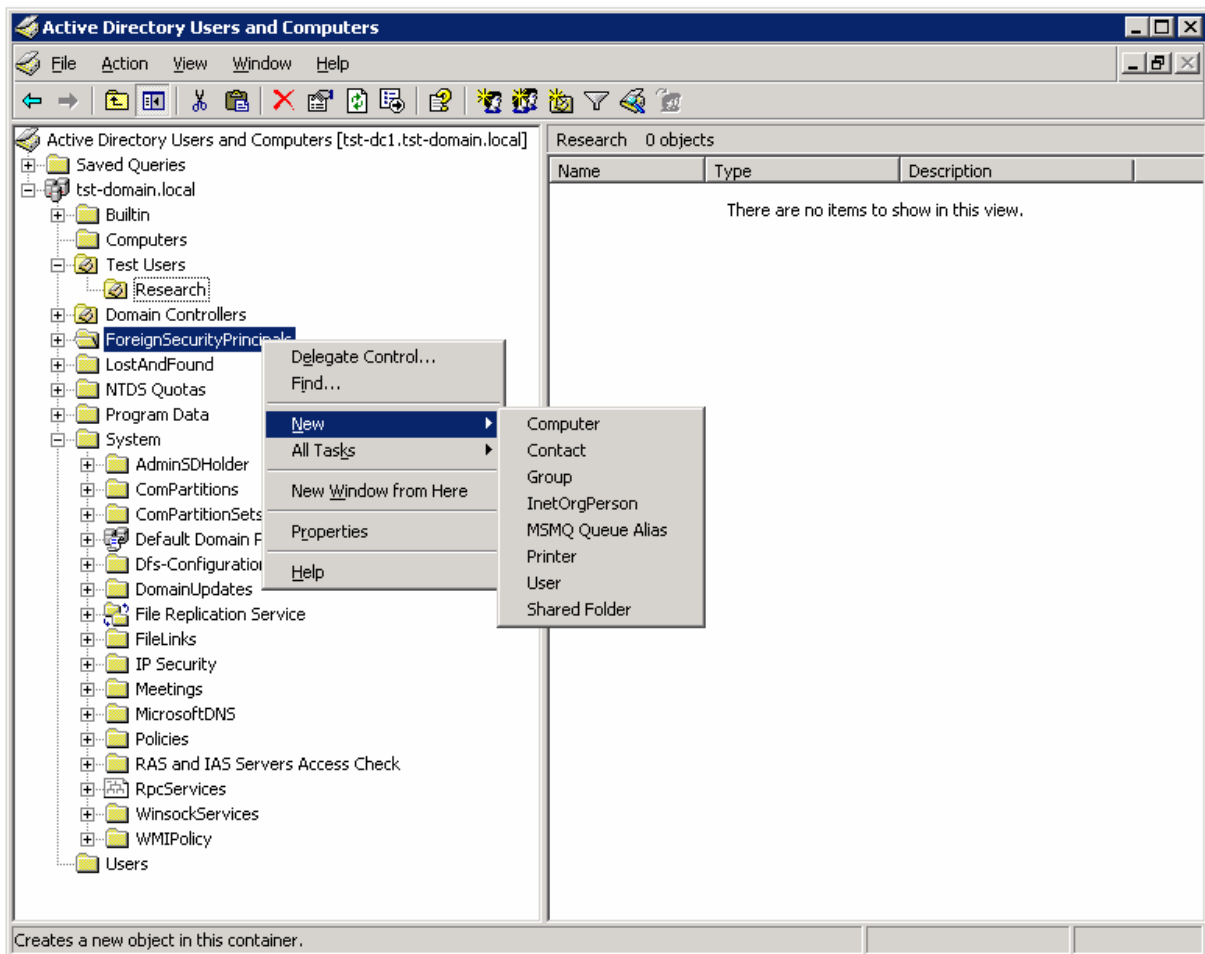 Active Directory Users and Computers
File Action View Window Help
Active Directory Users and Computers [tst-dc1.tst-domain.local]
Saved Queries
tst-domain.local
Builtin
Computers
Test Users
Research
Domain Controllers
ForeignSecurityPrincipals
LostAndFound
NTDS Quotas
Program Data
System
AdminSDHolder
ComPartitions
ComPartitionSets
Default Domain P
Dfs-Configuration
DomainUpdates
File Replication Service
FileLinks
IP Security
Meetings
MicrosoftDNS
Policies
RAS and IAS Servers Access Check
RpcServices
WinsockServices
WMIPolicy
Users
Delegate Control...
Find...
New
All Tasks
New Window from Here
Properties
Help
Computer
Contact
Group
InetOrgPerson
MSMQ Queue Alias
Printer
User
Shared Folder
Research 0 objects
Name Type Description
There are no items to show in this view.
Creates a new object in this container.